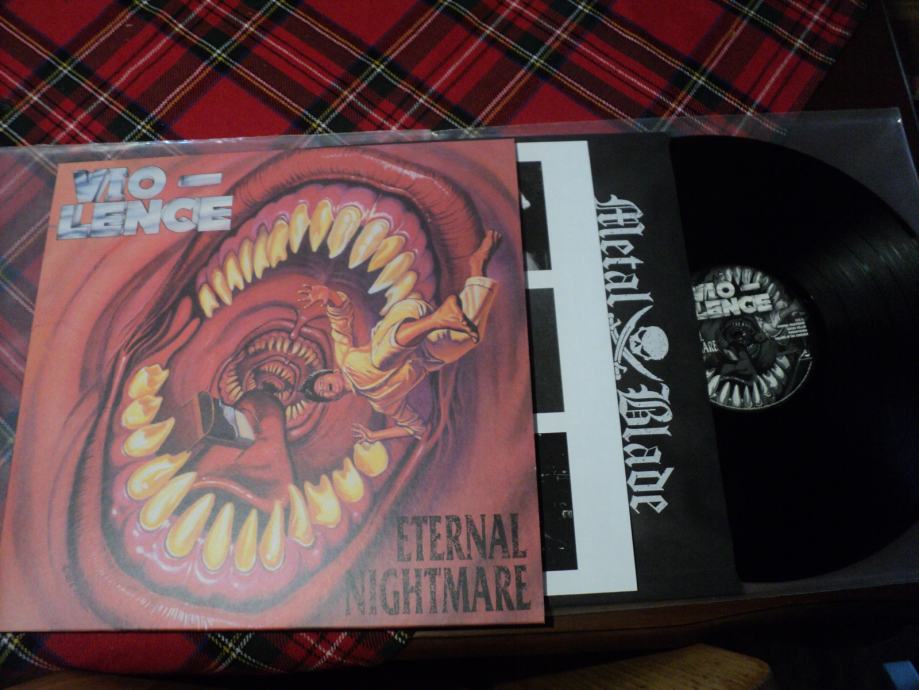 VIO-
LENCE
ETERNAL
NIGHTMARE
Metal Blade
VIO-
LENCE